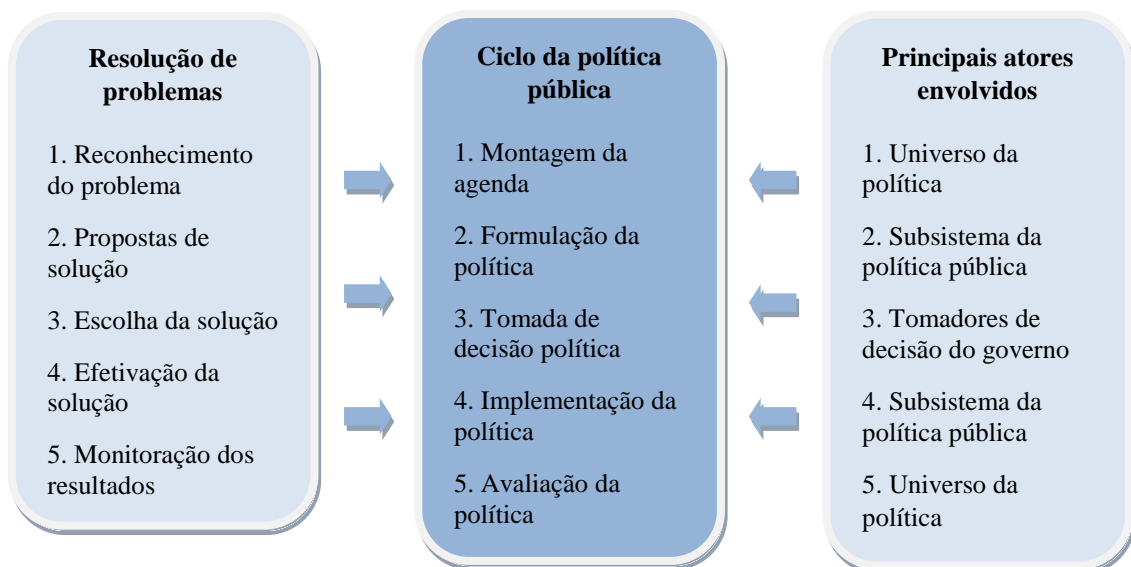 Resolução de
problemas
1. Reconhecimento
do problema
2. Propostas de
solução
3. Escolha da solução
4. Efetivação da
solução
5. Monitoração dos
resultados
Ciclo da política
pública
1. Montagem da
agenda
2. Formulação da
política
3. Tomada de
decisão política
4. Implementação da
política
5. Avaliação da
política
Principais atores
envolvidos
1. Universo da
política
2. Subsistema da
política pública
3. Tomadores de
decisão do governo
4. Subsistema da
política pública
5. Universo da
política